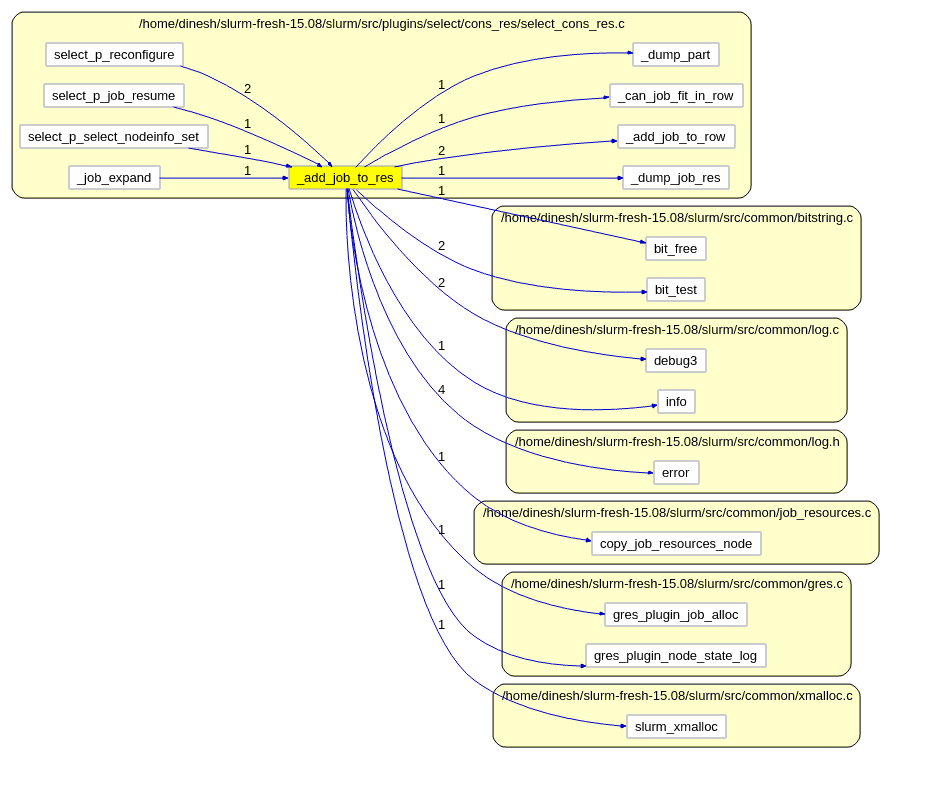 /home/dinesh/slurm-fresh-15.08/slurm/src/plugins/select/cons_res/select_cons_res.c
select_p_reconfigure
_dump_part
2
1
select_p_job_resume
_can_job_fit_in_row
1
1
select_p_select_nodeinfo_set
_add_job_to_row
1
2
_job_expand
1
_add_job_to_res
1
_dump_job_res
1
/home/dinesh/slurm-fresh-15.08/slurm/src/common/bitstring.c
bit_free
2
bit_test
2
/home/dinesh/slurm-fresh-15.08/slurm/src/common/log.c
debug3
1
info
4
/home/dinesh/slurm-fresh-15.08/slurm/src/common/log.h
error
1
/home/dinesh/slurm-fresh-15.08/slurm/src/common/job_resources.c
copy_job_resources_node
1
/home/dinesh/slurm-fresh-15.08/slurm/src/common/gres.c
gres_plugin_job_alloc
1
gres_plugin_node_state_log
1
/home/dinesh/slurm-fresh-15.08/slurm/src/common/xmalloc.c
slurm_xmalloc